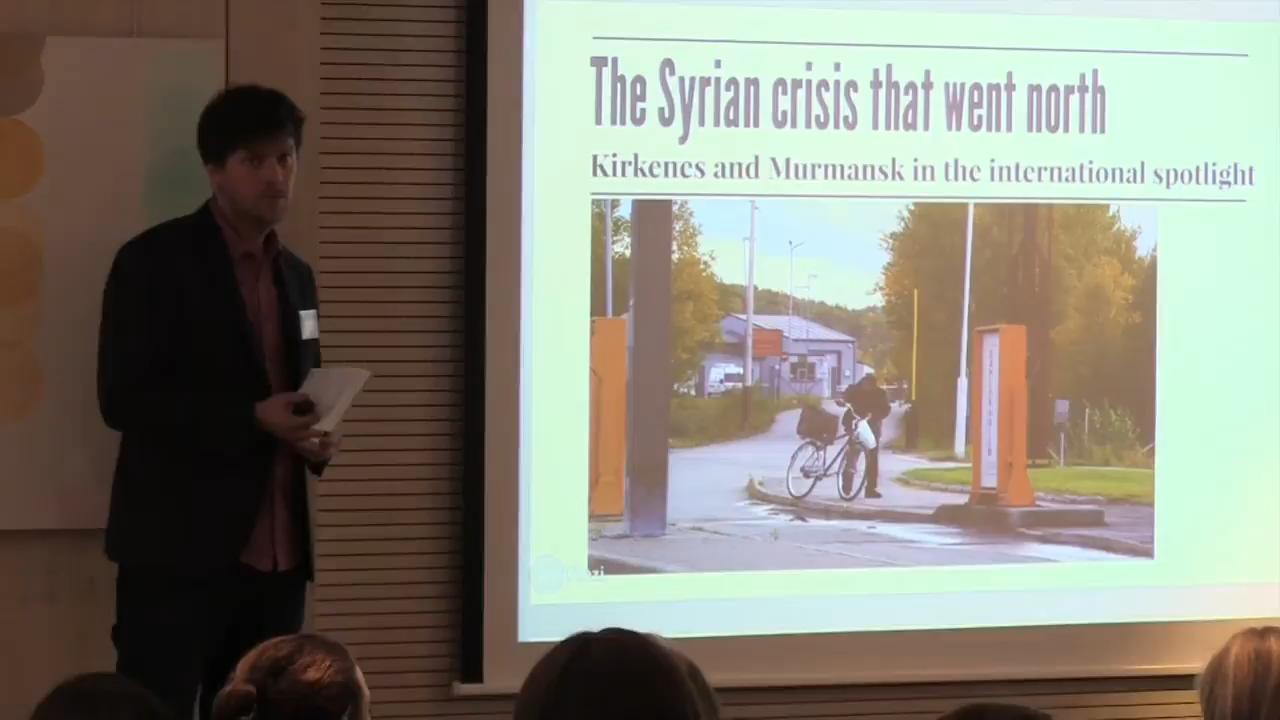 The Syrian crisis that went north
Kirkenes and Murmansk in the international spotlight